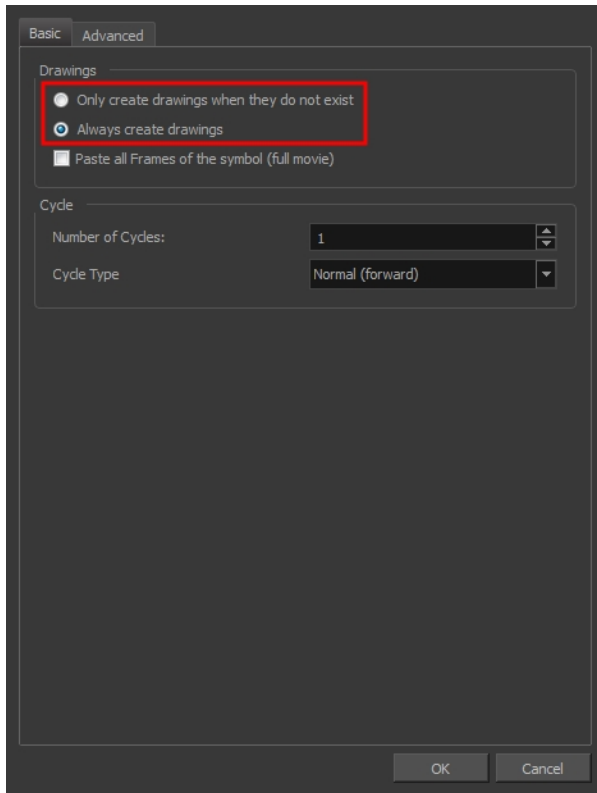 Basic Advanced
Drawings
Only create drawings when they do not exist
Always create drawings
Paste all Frames of the symbol (full movie)
Cycle
Number of Cycles: 1
Cycle Type Normal (forward)
OK Cancel